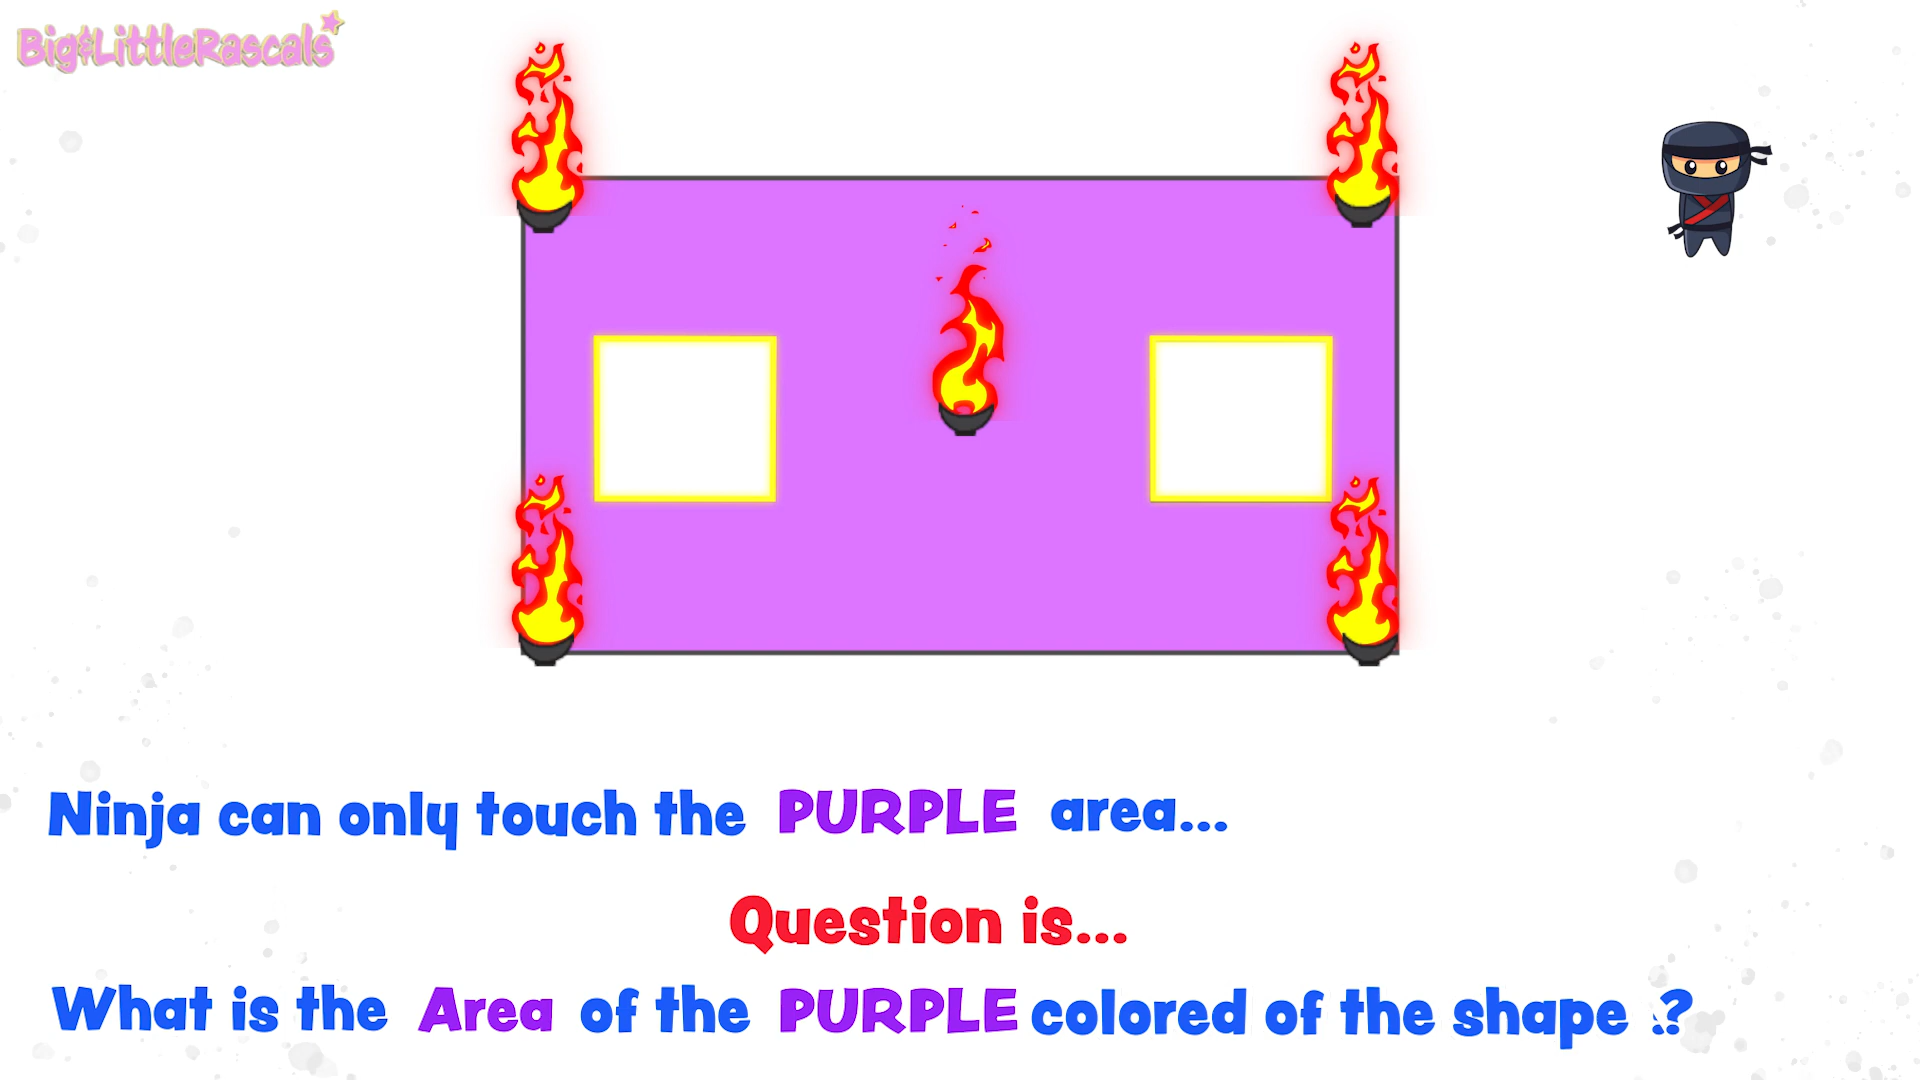 Big&LittleRascals
Ninja can only touch the PURPLE area...
Question is...
What is the Area of the PURPLE colored of the shape ?